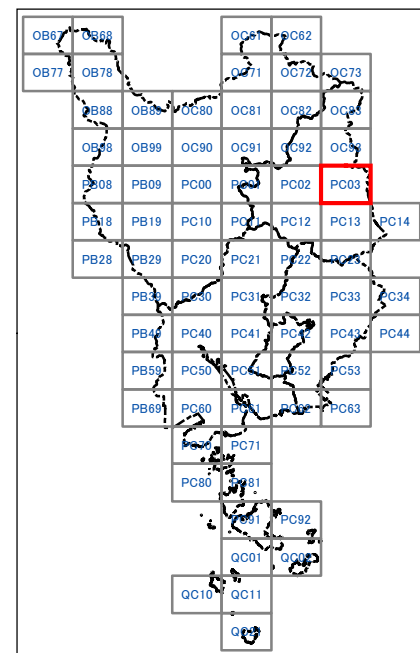 OB67 OB68 OC61 OC62
OB77 OB78 OC71 OC72 OC73
OB88 OB89 OC80 OC81 OC82 OC83
OB98 OB99 OC90 OC91 OC92 OC93
PB08 PB09 PC00 PC01 PC02 PC03
PB18 PB19 PC10 PC11 PC12 PC13 PC14
PB28 PB29 PC20 PC21 PC22 PC23
PB39 PC30 PC31 PC32 PC33 PC34
PB49 PC40 PC41 PC42 PC43 PC44
PB59 PC50 PC51 PC52 PC53
PB69 PC60 PC61 PC62 PC63
PC70 PC71
PC80 PC81
PC91 PC92
QC01 QC02
QC10 QC11
QC21